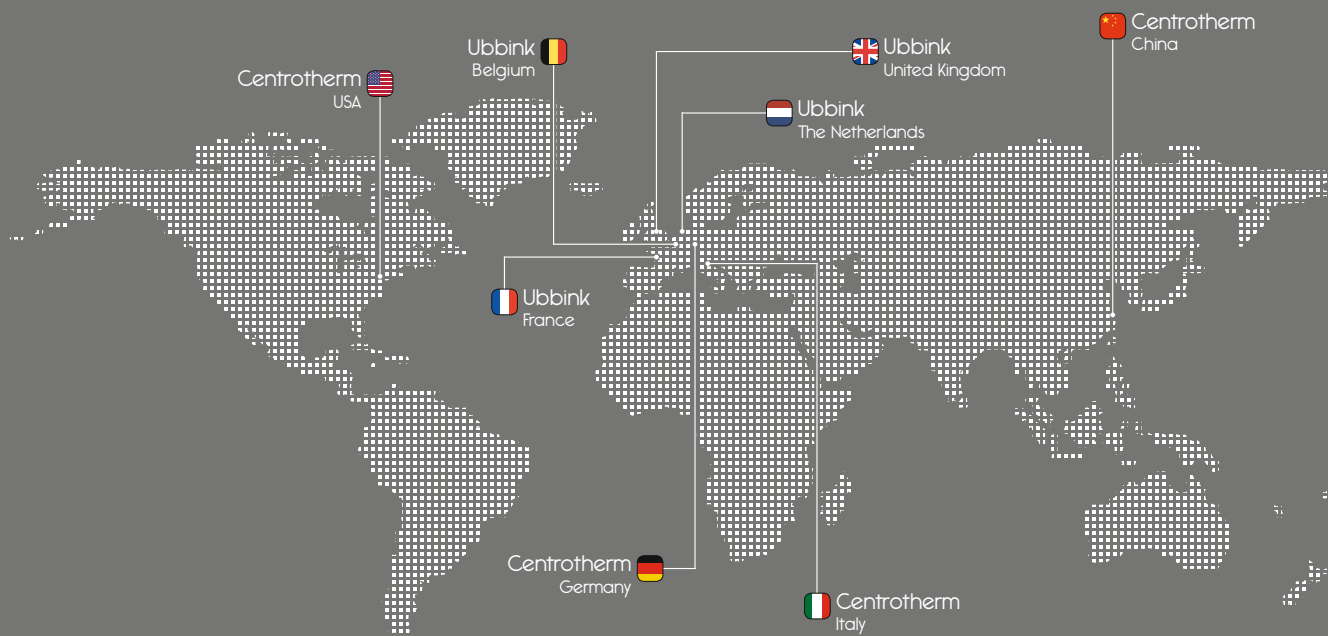 Centrotherm
China
Ubbink
Belgium
Ubbink
United Kingdom
Centrotherm
USA
Ubbink
The Netherlands
Ubbink
France
Centrotherm
Germany
Centrotherm
Italy